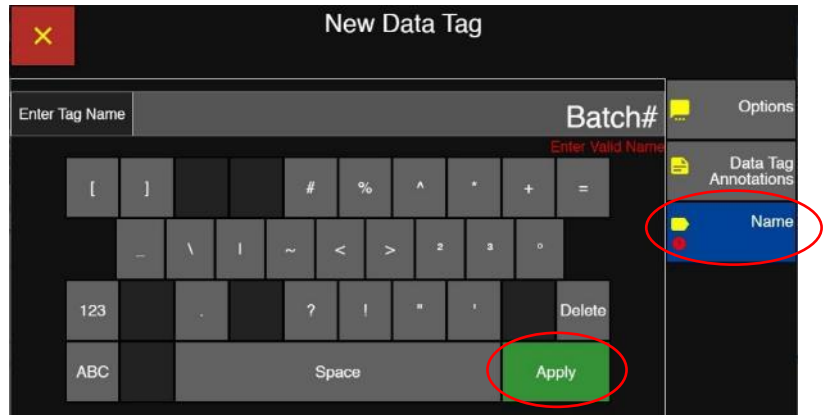 ×
New Data Tag
Enter Tag Name
Batch#
Enter Valid Name
Options
Data Tag
Annotations
Name
[ ] # % ^ * + =
_ \ | ~ < > ² ³ °
123 . ? ! " ' Delete
ABC Space Apply